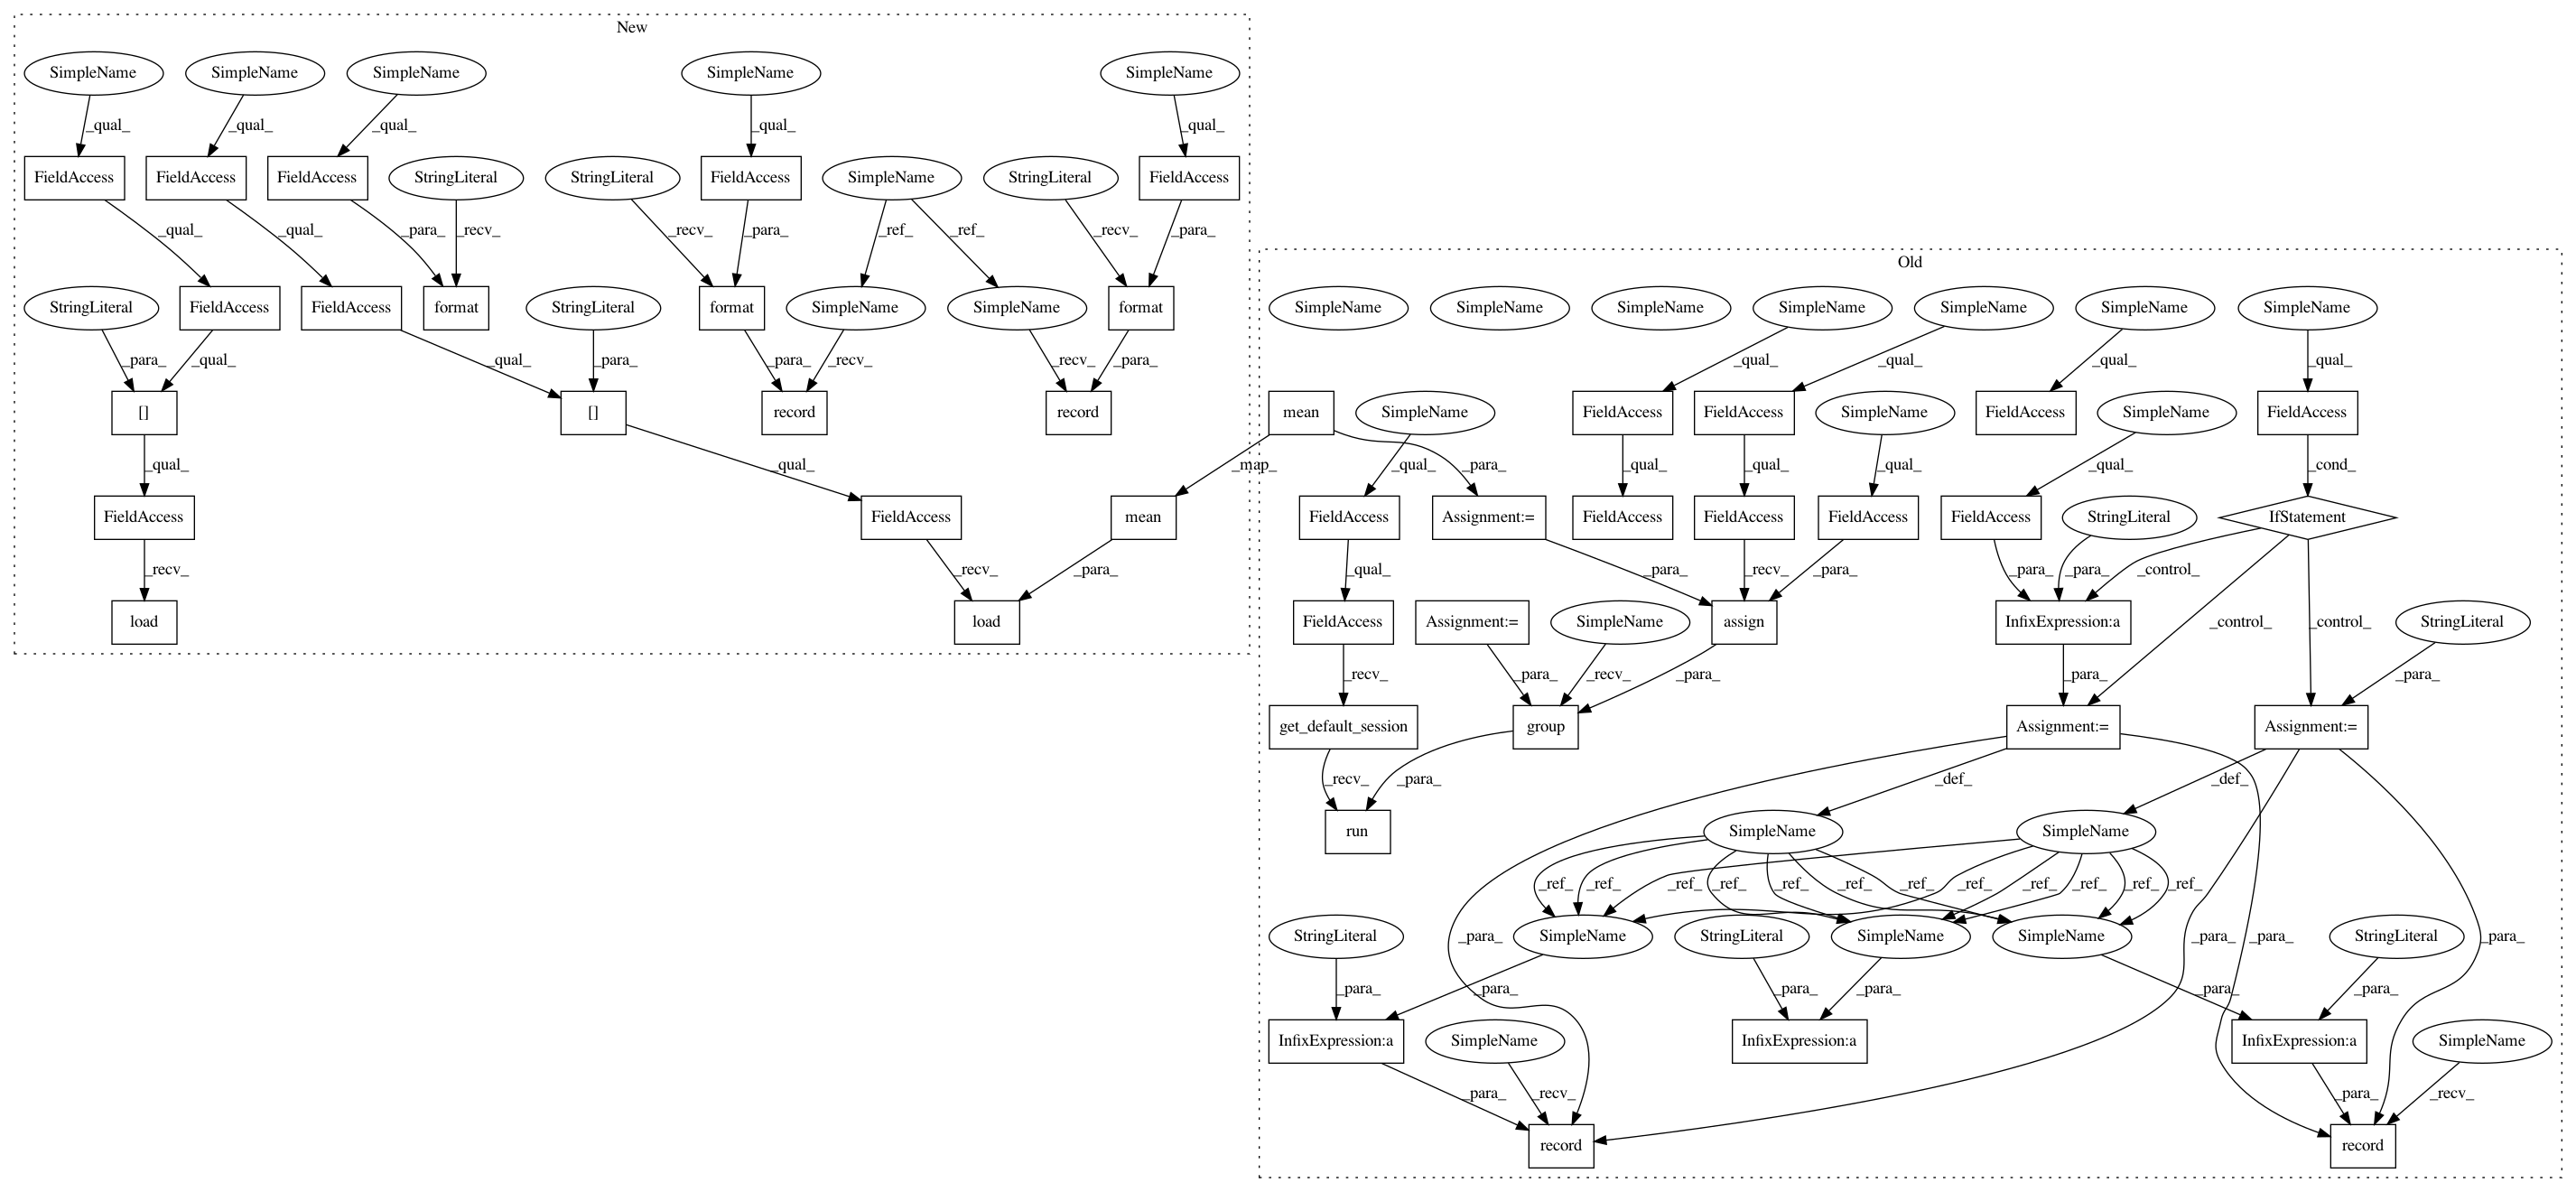 New
SimpleName SimpleName SimpleName SimpleName SimpleName
_qual_ _qual_ _qual_ _qual_ _qual_
FieldAccess FieldAccess FieldAccess StringLiteral StringLiteral FieldAccess SimpleName StringLiteral FieldAccess
_qual_ _qual_ _para_ _recv_ _recv_ _para_ _ref_ _ref_ _recv_ _para_
Old
StringLiteral FieldAccess FieldAccess format StringLiteral format SimpleName SimpleName format SimpleName SimpleName SimpleName SimpleName SimpleName SimpleName SimpleName
_para_ _qual_ _qual_ _para_ _para_ _recv_ _recv_ _para_ _qual_ _qual_ _qual_ _qual_
[] [] record record mean SimpleName FieldAccess FieldAccess SimpleName FieldAccess SimpleName FieldAccess
_qual_ _qual_ _map_ _para_ _qual_ _qual_ _qual_ _qual_ _qual_ _cond_
FieldAccess FieldAccess mean FieldAccess Assignment:= FieldAccess FieldAccess FieldAccess FieldAccess StringLiteral IfStatement
_recv_ _recv_ _para_ _qual_ _para_ _recv_ _para_ _para_ _para_ _control_
load load FieldAccess Assignment:= SimpleName assign InfixExpression:a _control_ _control_ StringLiteral
_recv_ _para_ _recv_ _para_ _para_ _para_
get_default_session group Assignment:= Assignment:=
_recv_ _para_ _def_ _def_
run SimpleName SimpleName
_ref_ _ref_ _ref_ _ref_ _ref_ _ref_ _ref_ _ref_ _ref_ _ref_ _ref_ _ref_
StringLiteral _para_ SimpleName StringLiteral SimpleName SimpleName _para_ _para_ StringLiteral _para_
_para_ _para_ _para_ _para_ _para_ _para_
InfixExpression:a SimpleName InfixExpression:a InfixExpression:a SimpleName
_para_ _recv_ _para_ _recv_
record record